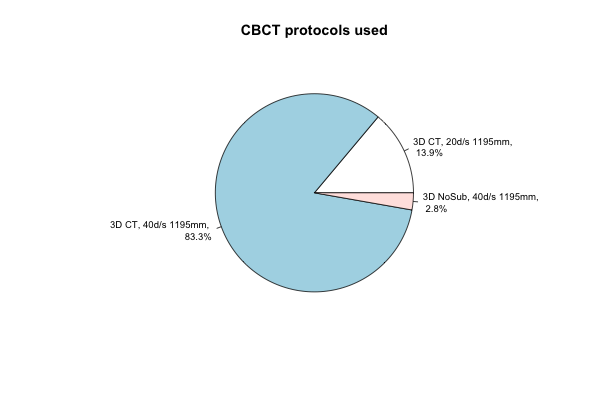 CBCT protocols used
3D CT, 20d/s 1195mm,
13.9%
3D NoSub, 40d/s 1195mm,
2.8%
3D CT, 40d/s 1195mm,
83.3%